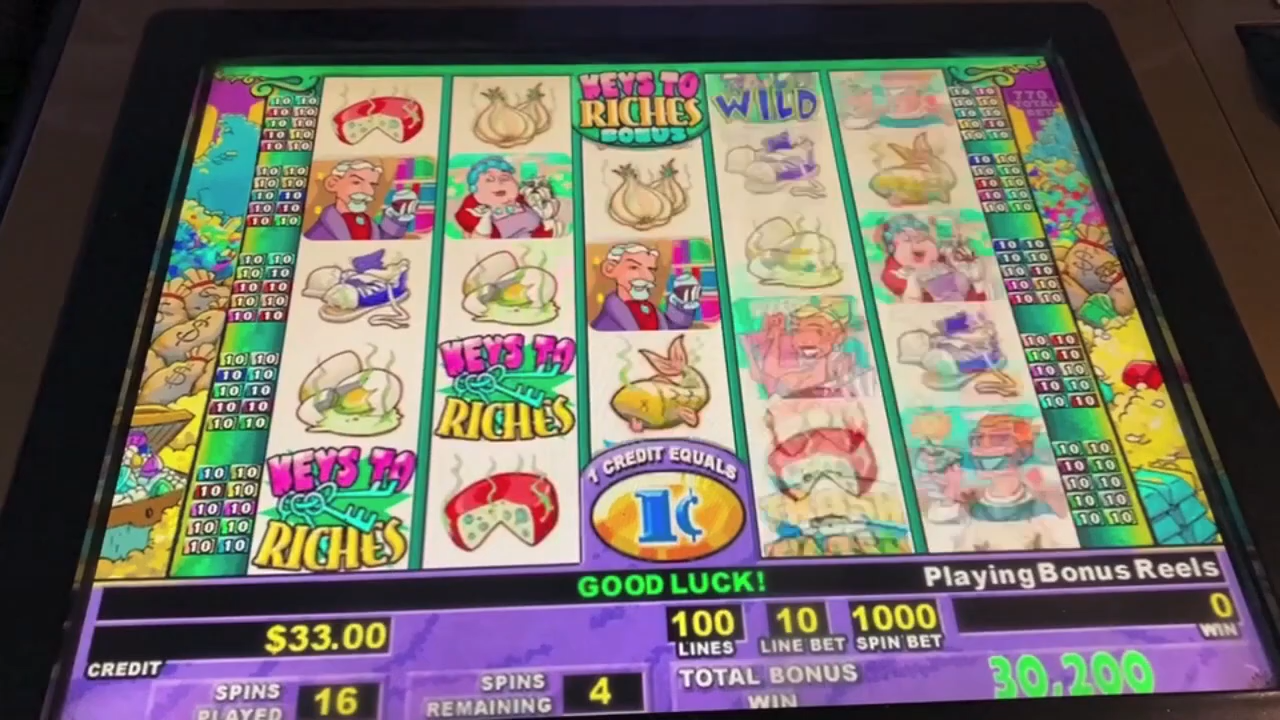 KEYS TO
RICHES
BONUS
WILD
770
TOTAL
BET
KEYS TO
RICHES
KEYS TO
RICHES
1 CREDIT EQUALS
1¢
GOOD LUCK!
Playing Bonus Reels
$33.00
CREDIT
100
LINES
10
LINE BET
1000
SPIN BET
0
WIN
SPINS
PLAYED
16
SPINS
REMAINING
4
TOTAL BONUS
WIN
30,200